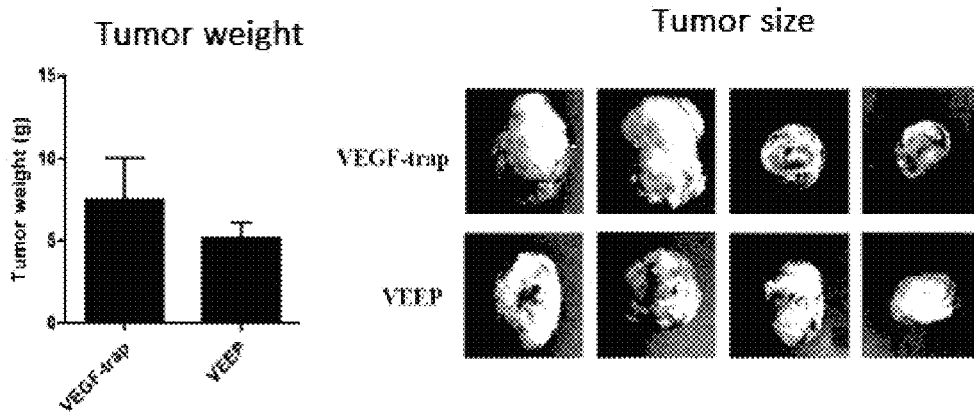 Tumor weight
Tumor size
Tumor weight (g)
15
10
5
0
VEGF-trap
VEEP
VEGF-trap
VEEP